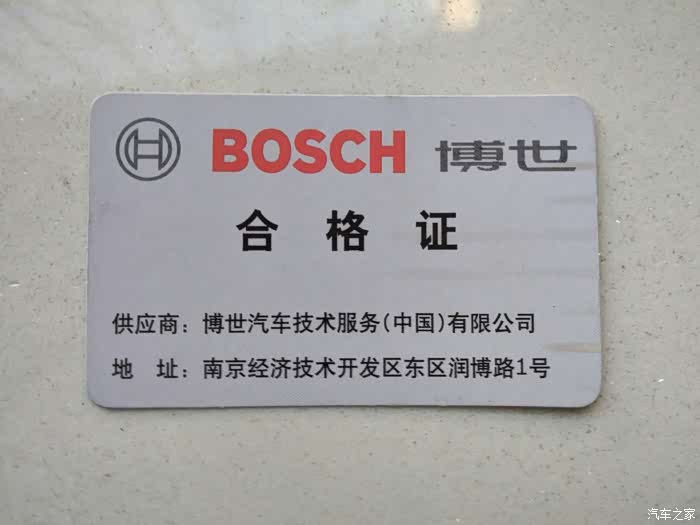 BOSCH 博世
合格证
供应商：博世汽车技术服务(中国)有限公司
地 址：南京经济技术开发区东区润博路1号
汽车之家